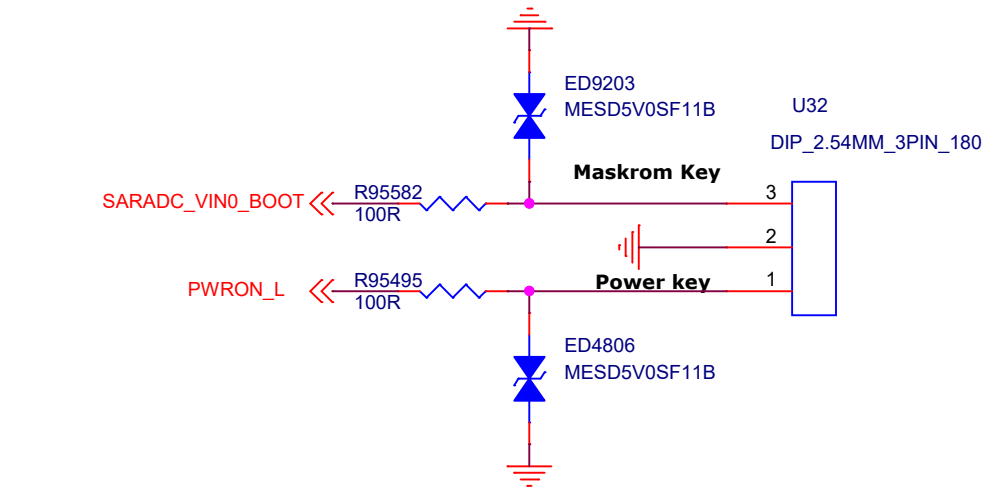 ED9203
MESD5V0SF11B
U32
DIP_2.54MM_3PIN_180
Maskrom Key
SARADC_VIN0_BOOT
R95582
100R
3
2
PWRON_L
R95495
100R
Power key
1
ED4806
MESD5V0SF11B